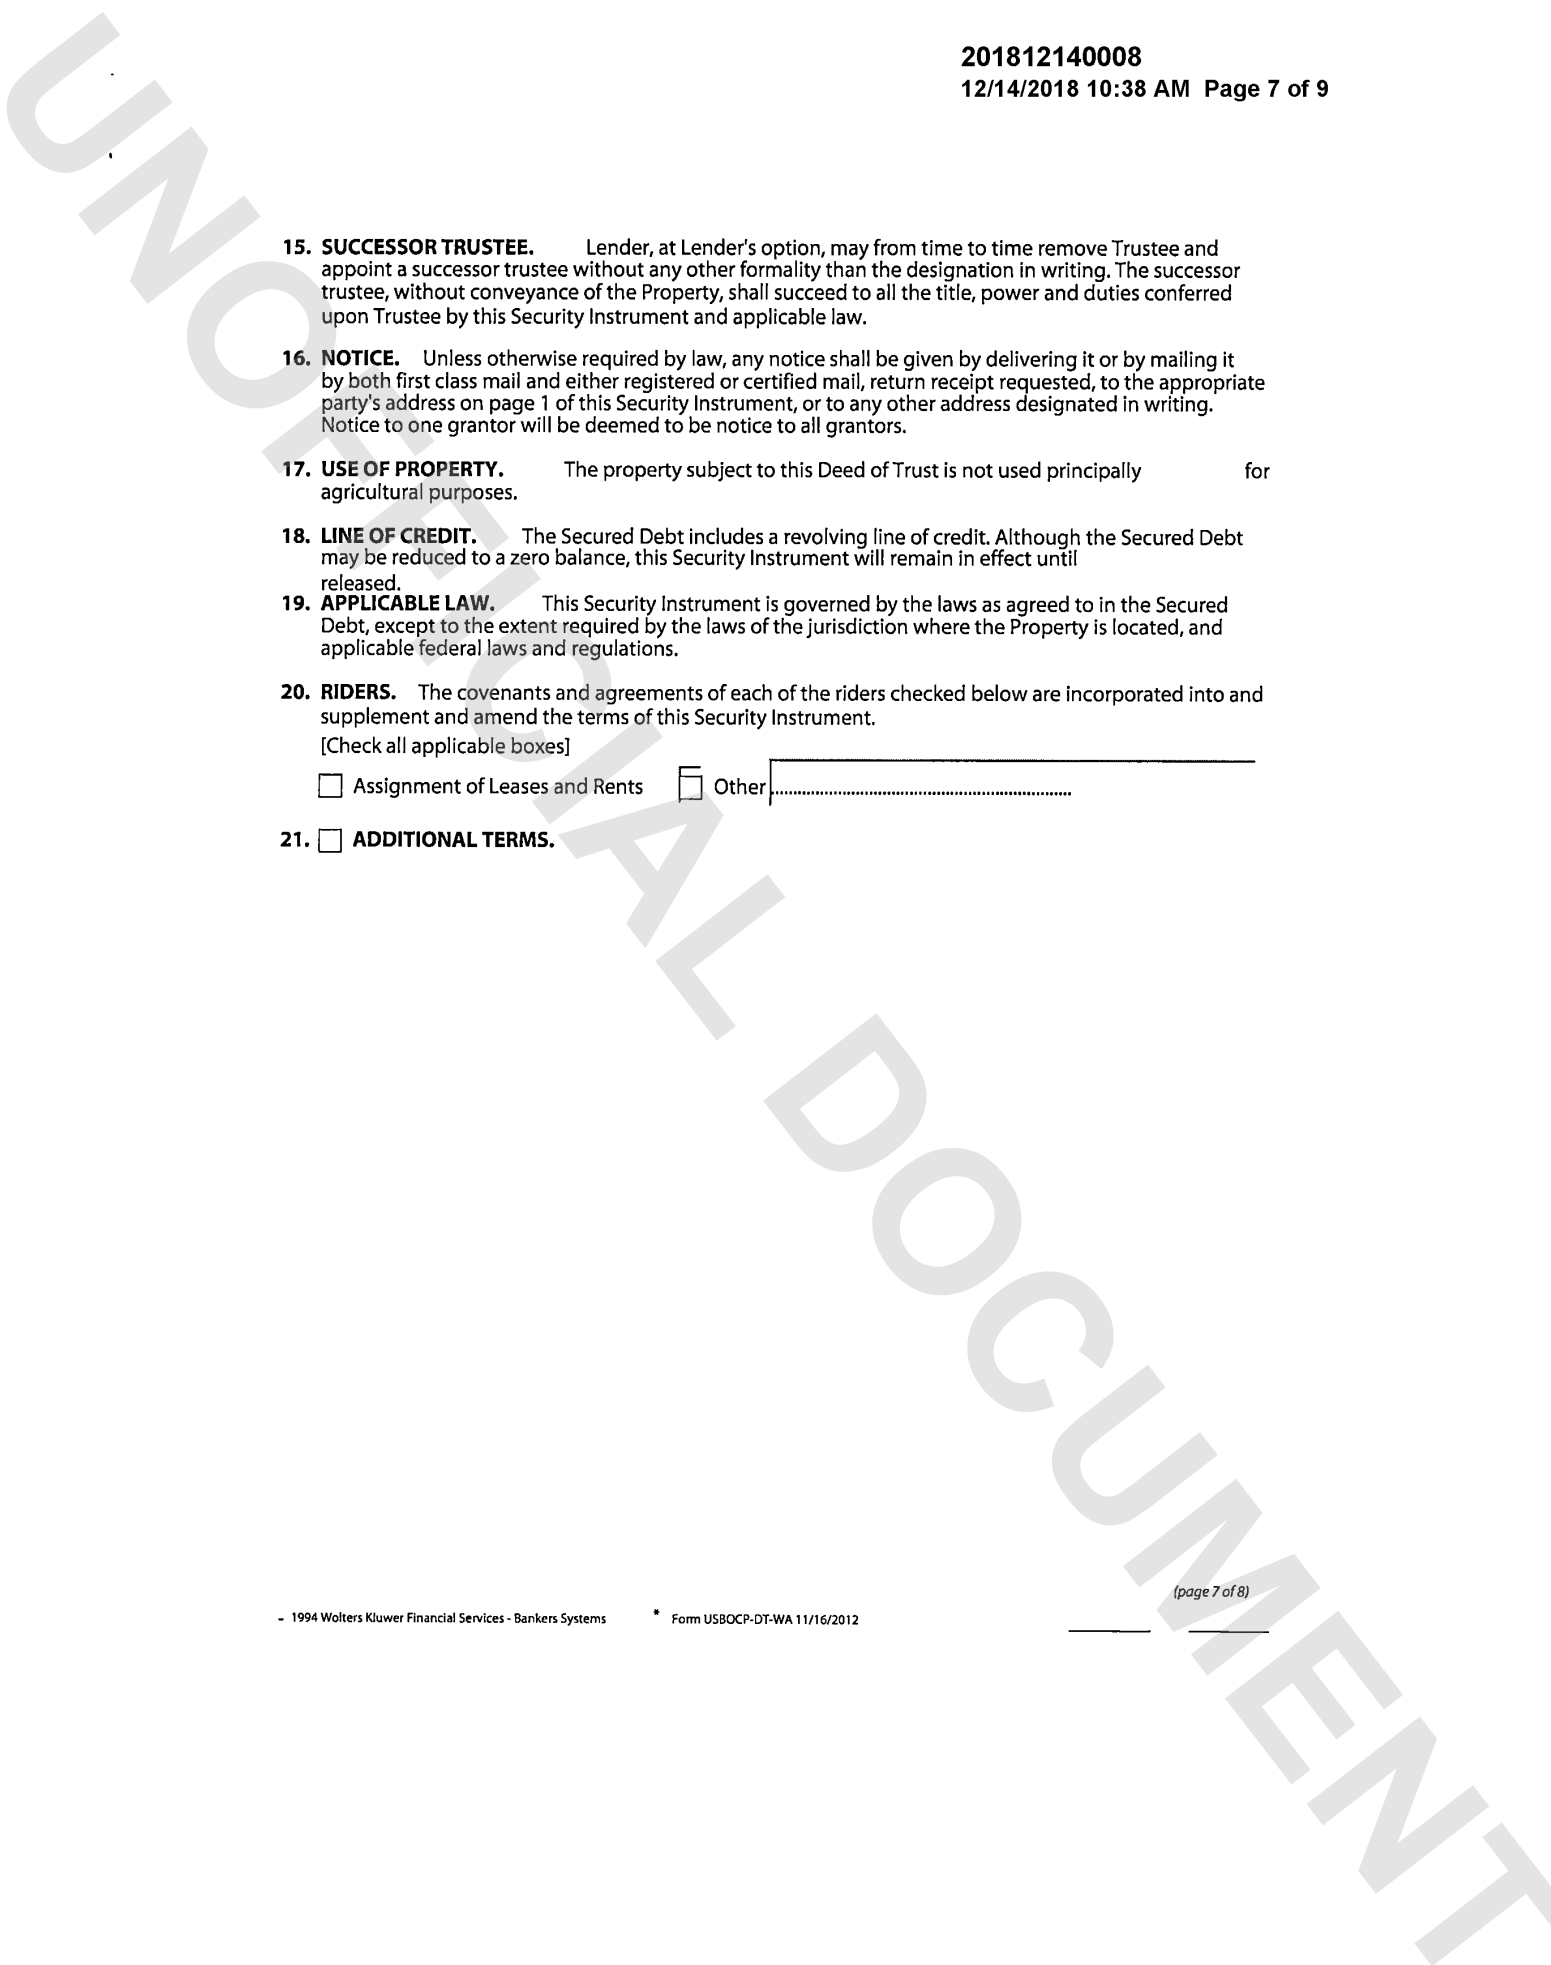 201812140008
12/14/2018 10:38 AM Page 7 of 9
15. SUCCESSOR TRUSTEE. Lender, at Lender's option, may from time to time remove Trustee and
appoint a successor trustee without any other formality than the designation in writing. The successor
trustee, without conveyance of the Property, shall succeed to all the title, power and duties conferred
upon Trustee by this Security Instrument and applicable law.
16. NOTICE. Unless otherwise required by law, any notice shall be given by delivering it or by mailing it
by both first class mail and either registered or certified mail, return receipt requested, to the appropriate
party's address on page 1 of this Security Instrument, or to any other address designated in writing.
Notice to one grantor will be deemed to be notice to all grantors.
17. USE OF PROPERTY. The property subject to this Deed of Trust is not used principally for
agricultural purposes.
18. LINE OF CREDIT. The Secured Debt includes a revolving line of credit. Although the Secured Debt
may be reduced to a zero balance, this Security Instrument will remain in effect until
released.
19. APPLICABLE LAW. This Security Instrument is governed by the laws as agreed to in the Secured
Debt, except to the extent required by the laws of the jurisdiction where the Property is located, and
applicable federal laws and regulations.
20. RIDERS. The covenants and agreements of each of the riders checked below are incorporated into and
supplement and amend the terms of this Security Instrument.
[Check all applicable boxes]
Assignment of Leases and Rents Other
21. ADDITIONAL TERMS.
(page 7 of 8)
- 1994 Wolters Kluwer Financial Services - Bankers Systems * Form USBOCP-DT-WA 11/16/2012
UNOFFICIAL DOCUMENT